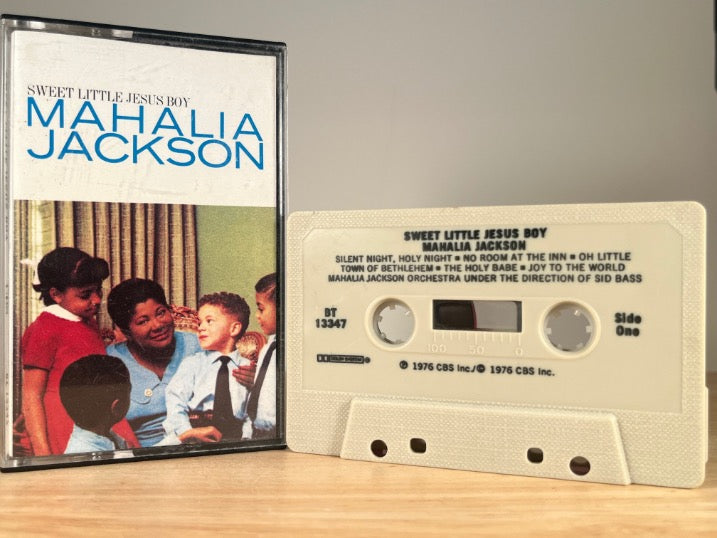 SWEET LITTLE JESUS BOY
MAHALIA
JACKSON
SWEET LITTLE JESUS BOY
MAHALIA JACKSON
SILENT NIGHT, HOLY NIGHT ■ NO ROOM AT THE INN ■ OH LITTLE
TOWN OF BETHLEHEM ■ THE HOLY BABE ■ JOY TO THE WORLD
MAHALIA JACKSON ORCHESTRA UNDER THE DIRECTION OF SID BASS
BT
13347
Side
One
100 50 0
℗ 1976 CBS Inc./© 1976 CBS Inc.